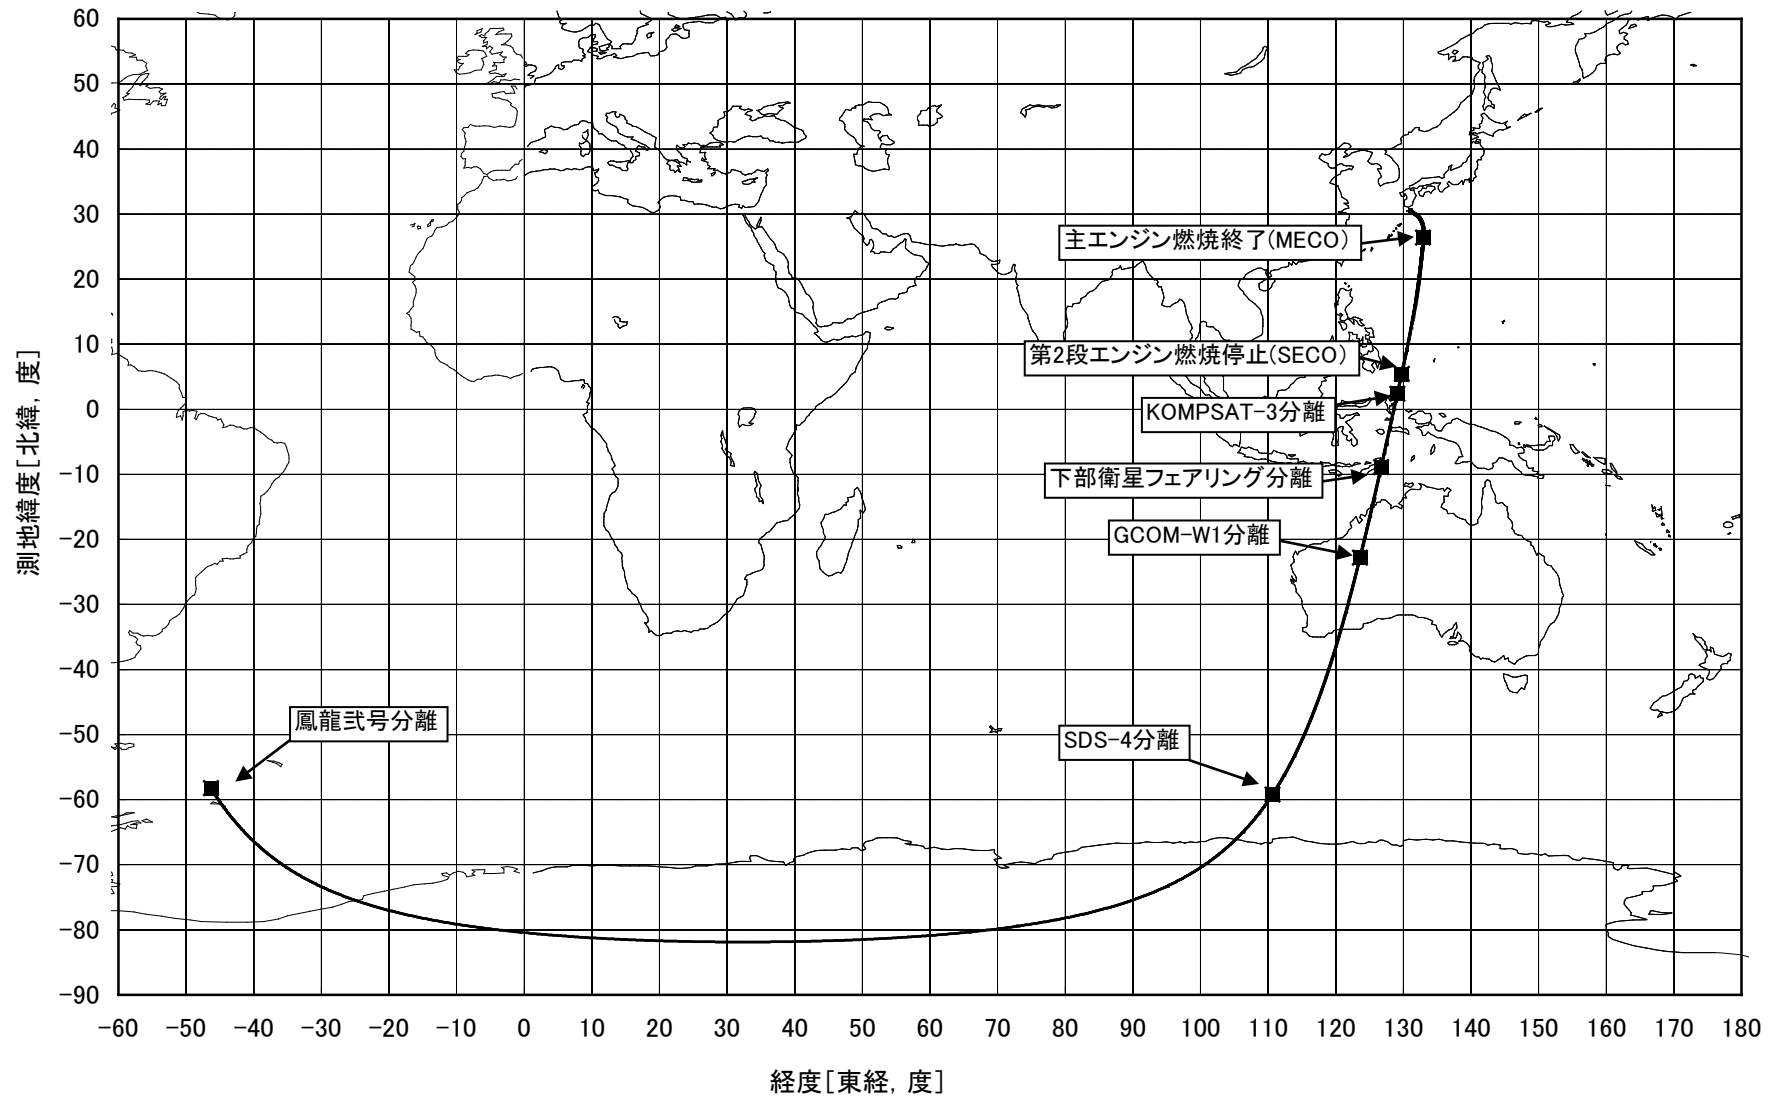 60
50
40
30
20
10
0
-10
-20
-30
-40
-50
-60
-70
-80
-90
測地緯度[北緯, 度]
主エンジン燃焼終了(MECO)
第2段エンジン燃焼停止(SECO)
KOMPSAT-3分離
下部衛星フェアリング分離
GCOM-W1分離
鳳龍弐号分離
SDS-4分離
-60 -50 -40 -30 -20 -10 0 10 20 30 40 50 60 70 80 90 100 110 120 130 140 150 160 170 180
経度[東経, 度]